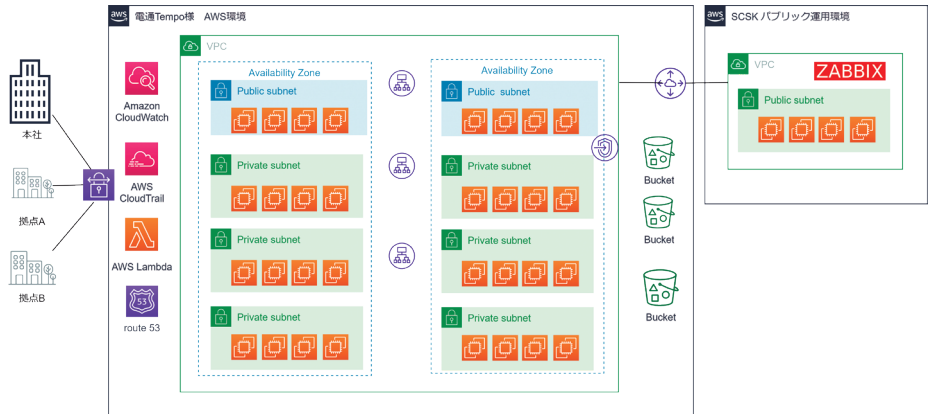 aws
電通Tempo様 AWS環境
aws
SCSK パブリック運用環境
VPC
VPC
ZABBIX
Availability Zone
Availability Zone
Public subnet
Public subnet
Public subnet
Amazon
CloudWatch
本社
Private subnet
Private subnet
Bucket
AWS
CloudTrail
拠点A
Private subnet
Private subnet
Bucket
AWS Lambda
拠点B
53
route 53
Private subnet
Private subnet
Bucket